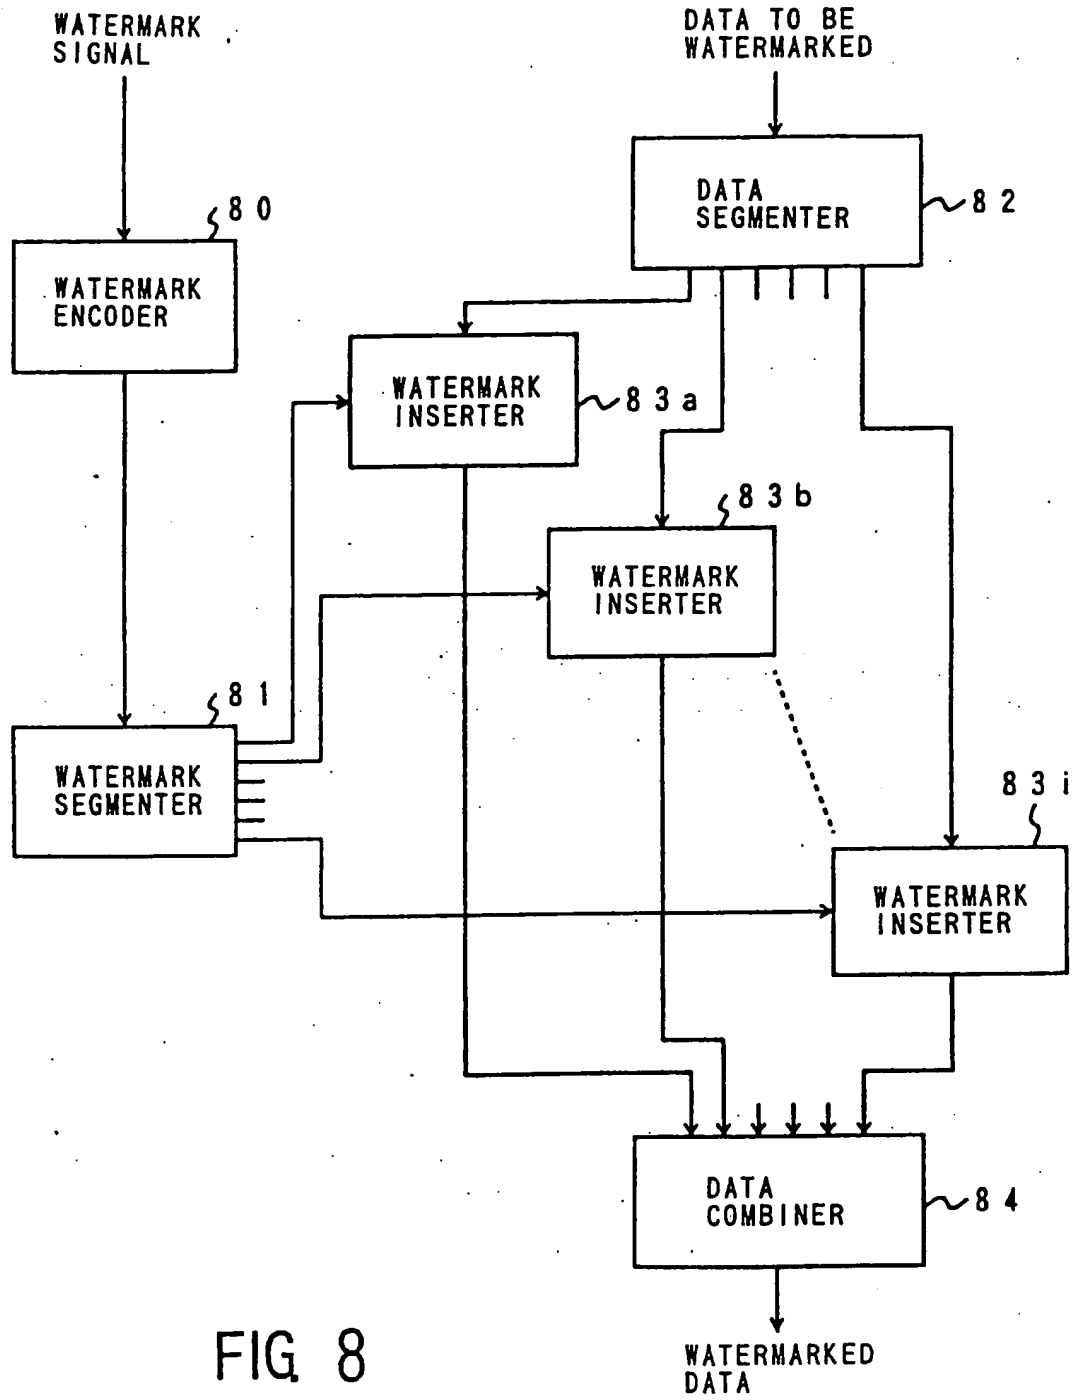 WATERMARK
SIGNAL
DATA TO BE
WATERMARKED
80
WATERMARK
ENCODER
DATA
SEGMENTER
82
WATERMARK
INSERTER
83a
83b
WATERMARK
INSERTER
81
WATERMARK
SEGMENTER
83i
WATERMARK
INSERTER
DATA
COMBINER
84
FIG. 8
WATERMARKED
DATA